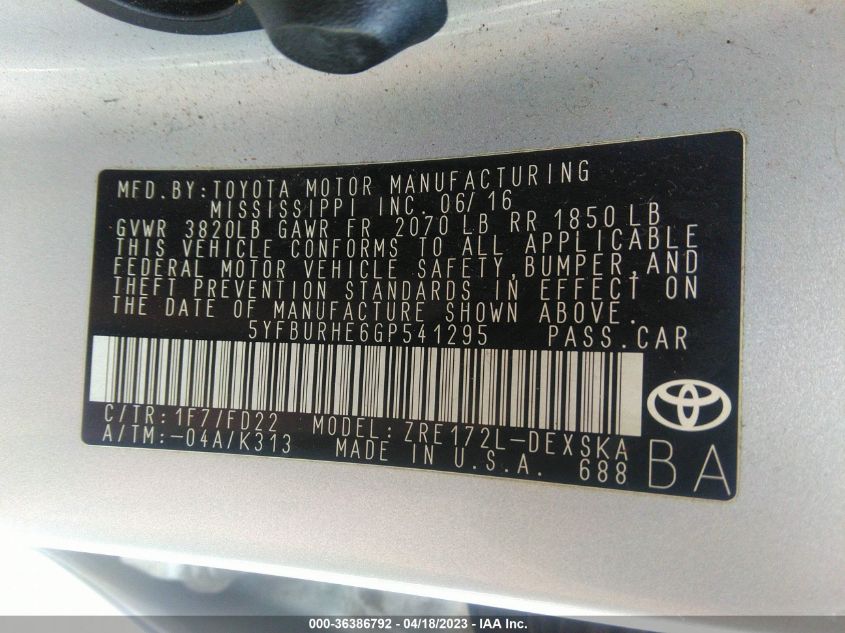 MFD.BY:TOYOTA MOTOR MANUFACTURING
MISSISSIPPI INC. 06/16
GVWR 3820LB GAWR FR 2070 LB RR 1850 LB
THIS VEHICLE CONFORMS TO ALL APPLICABLE
FEDERAL MOTOR VEHICLE SAFETY,BUMPER,AND
THEFT PREVENTION STANDARDS IN EFFECT ON
THE DATE OF MANUFACTURE SHOWN ABOVE.
5YFBURHE6GP541295 PASS.CAR
C/TR:1F7/FD22 MODEL:ZRE172L-DEXSKA
A/TM:-04A/K313 MADE IN U.S.A. 688
BA
000-36386792 - 04/18/2023 - IAA Inc.